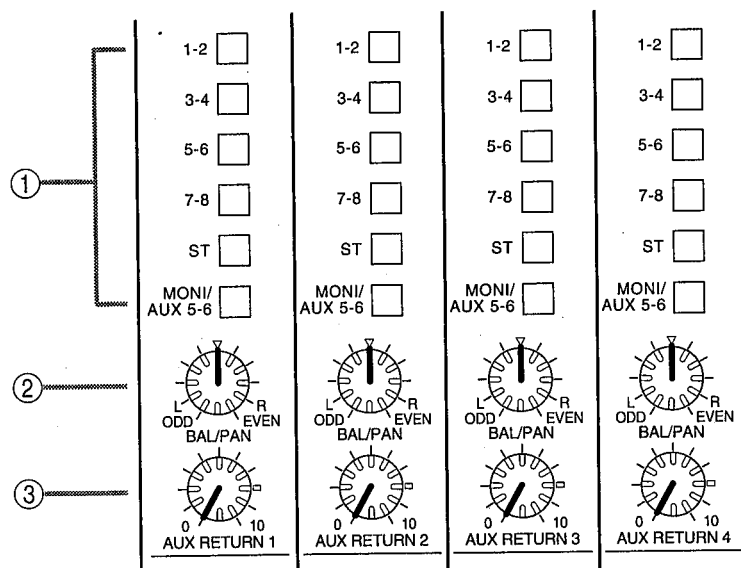 1-2 1-2 1-2 1-2
3-4 3-4 3-4 3-4
5-6 5-6 5-6 5-6
① 7-8 7-8 7-8 7-8
ST ST ST ST
MONI/ MONI/ MONI/ MONI/
AUX 5-6 AUX 5-6 AUX 5-6 AUX 5-6
②
L R L R L R L R
ODD EVEN ODD EVEN ODD EVEN ODD EVEN
BAL/PAN BAL/PAN BAL/PAN BAL/PAN
③
0 10 0 10 0 10 0 10
AUX RETURN 1 AUX RETURN 2 AUX RETURN 3 AUX RETURN 4